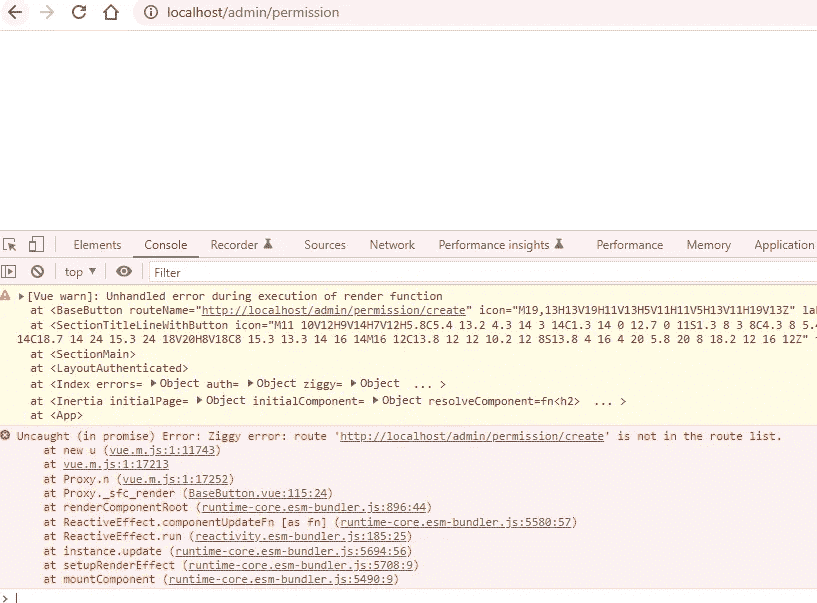 localhost/admin/permission
Elements Console Recorder Sources Network Performance insights Performance Memory Application
top ▼ Filter
▶[Vue warn]: Unhandled error during execution of render function
at <BaseButton routeName="http://localhost/admin/permission/create" icon="M19,13H13V19H11V13H5V11H11V5H13V11H19V13Z" lab
at <SectionTitleLineWithButton icon="M11 10V12H9V14H7V12H5.8C5.4 13.2 4.3 14 3 14C1.3 14 0 12.7 0 11S1.3 8 3 8C4.3 8 5.4
14C18.7 14 24 15.3 24 18V20H8V18C8 15.3 13.3 14 16 14M16 12C13.8 12 12 10.2 12 8S13.8 4 16 4 20 5.8 20 8 18.2 12 16 12Z" t
at <SectionMain>
at <LayoutAuthenticated>
at <Index errors= ▶Object auth= ▶Object ziggy= ▶Object ... >
at <Inertia initialPage= ▶Object initialComponent= ▶Object resolveComponent=fn<h2> ... >
at <App>
Uncaught (in promise) Error: Ziggy error: route 'http://localhost/admin/permission/create' is not in the route list.
at new u (vue.m.js:1:11743)
at vue.m.js:1:17213
at Proxy.n (vue.m.js:1:17252)
at Proxy._sfc_render (BaseButton.vue:115:24)
at renderComponentRoot (runtime-core.esm-bundler.js:896:44)
at ReactiveEffect.componentUpdateFn [as fn] (runtime-core.esm-bundler.js:5580:57)
at ReactiveEffect.run (reactivity.esm-bundler.js:185:25)
at instance.update (runtime-core.esm-bundler.js:5694:56)
at setupRenderEffect (runtime-core.esm-bundler.js:5708:9)
at mountComponent (runtime-core.esm-bundler.js:5490:9)
>